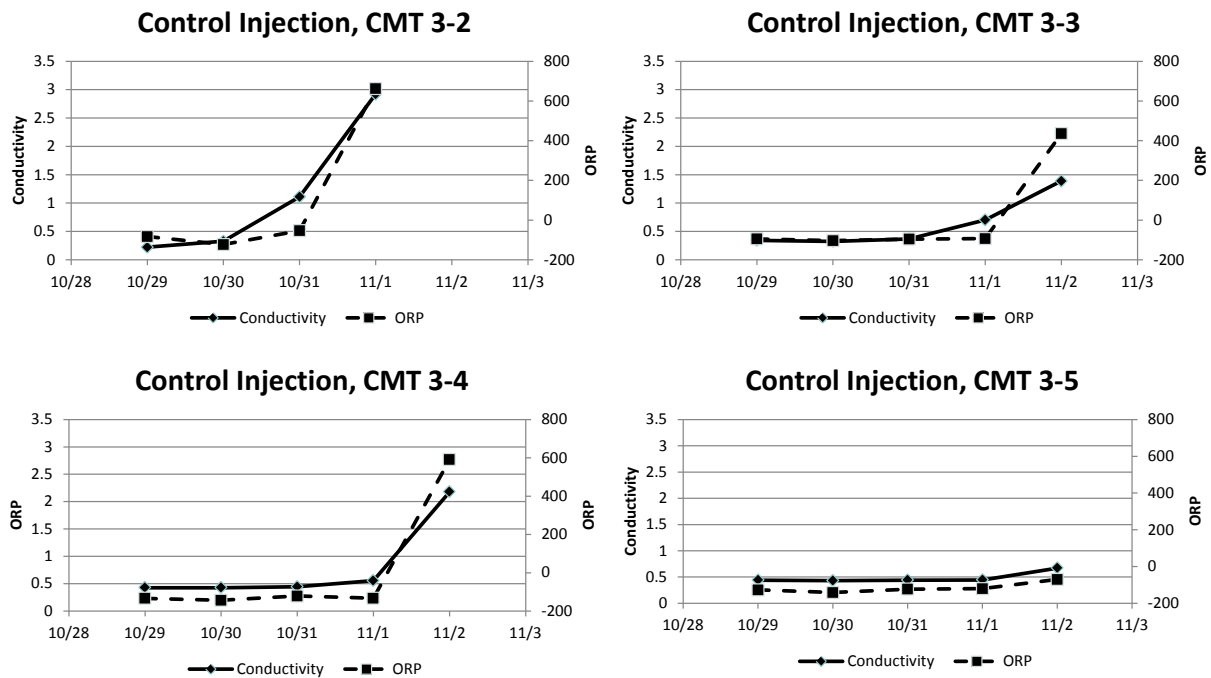 Control Injection, CMT 3-2
3.5
3
2.5
2
1.5
1
0.5
0
Conductivity
800
600
400
200
0
-200
ORP
10/28 10/29 10/30 10/31 11/1 11/2 11/3
Conductivity ORP
Control Injection, CMT 3-3
3.5
3
2.5
2
1.5
1
0.5
0
Conductivity
800
600
400
200
0
-200
ORP
10/28 10/29 10/30 10/31 11/1 11/2 11/3
Conductivity ORP
Control Injection, CMT 3-4
3.5
3
2.5
2
1.5
1
0.5
0
ORP
800
600
400
200
0
-200
ORP
10/28 10/29 10/30 10/31 11/1 11/2 11/3
Conductivity ORP
Control Injection, CMT 3-5
3.5
3
2.5
2
1.5
1
0.5
0
Conductivity
800
600
400
200
0
-200
ORP
10/28 10/29 10/30 10/31 11/1 11/2 11/3
Conductivity ORP